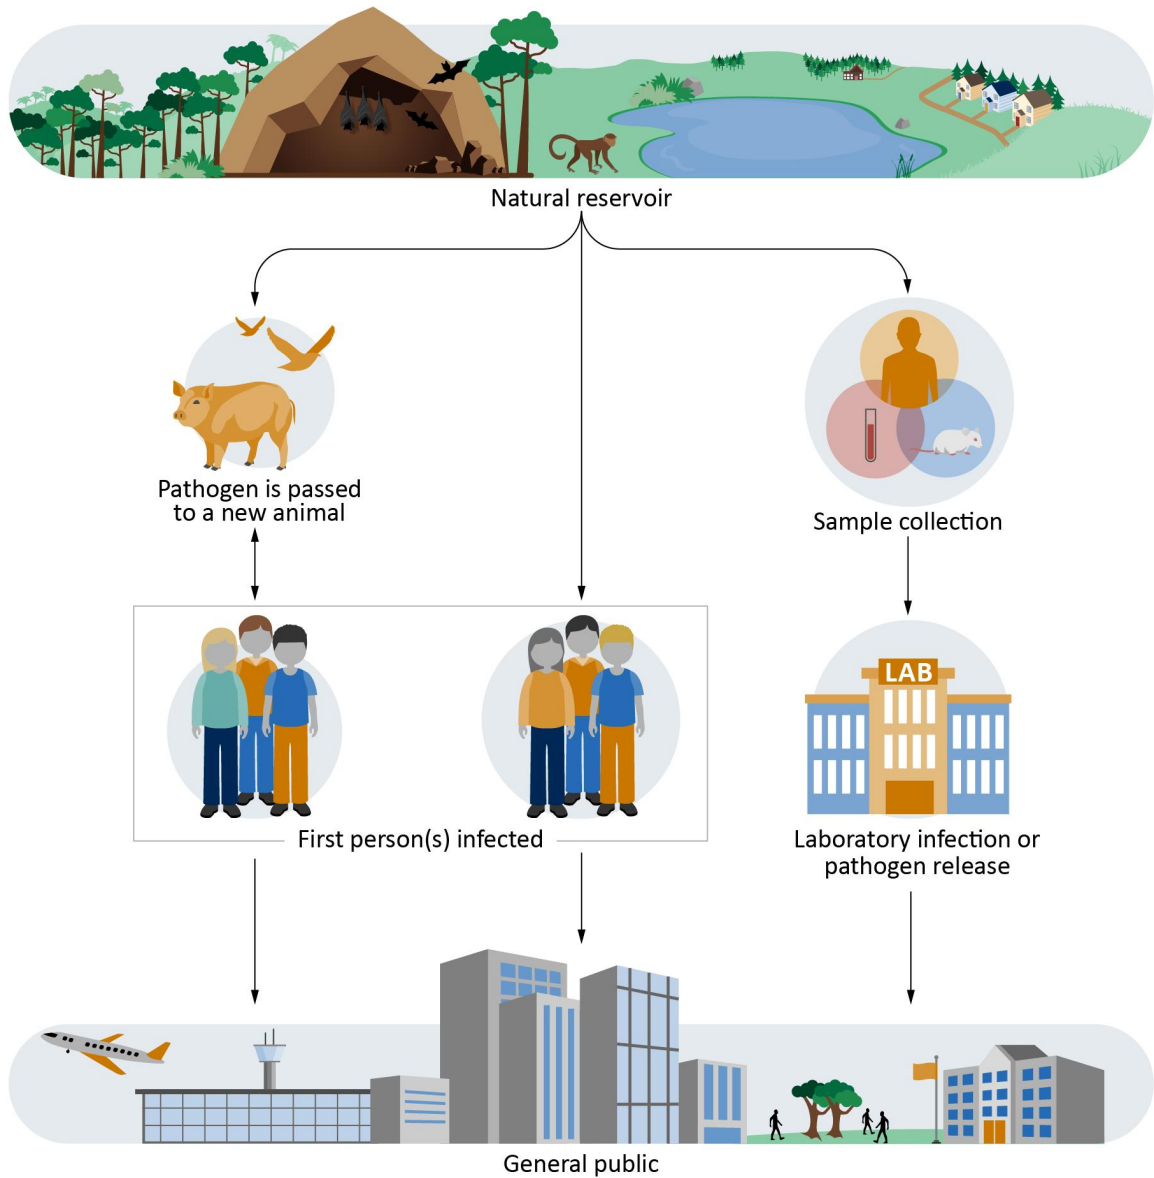 Natural reservoir
Pathogen is passed
to a new animal
Sample collection
LAB
First person(s) infected
Laboratory infection or
pathogen release
General public